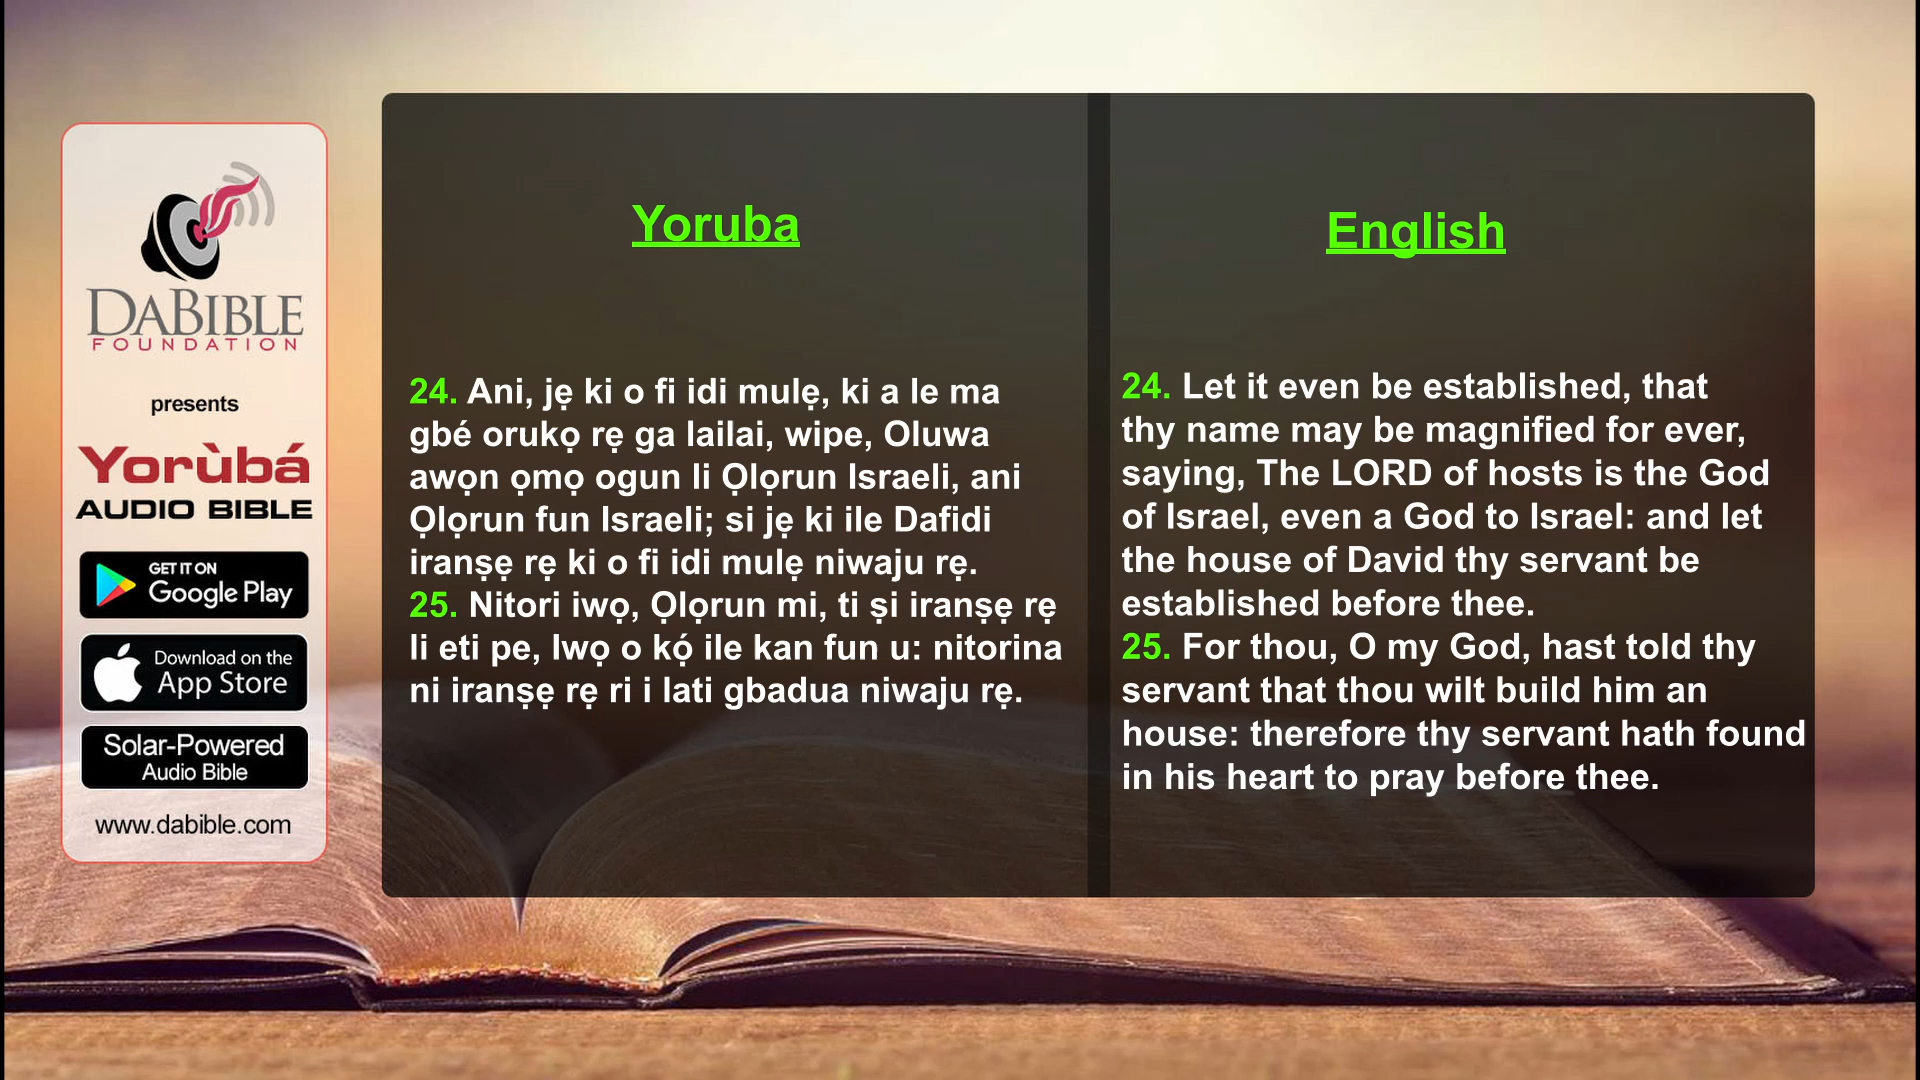 DABIBLE
FOUNDATION
presents
Yorùbá
AUDIO BIBLE
GET IT ON
Google Play
Download on the
App Store
Solar-Powered
Audio Bible
www.dabible.com
Yoruba
24. Ani, jẹ ki o fi idi mulẹ, ki a le ma
gbé orukọ rẹ ga lailai, wipe, Oluwa
awọn ọmọ ogun li Ọlọrun Israeli, ani
Ọlọrun fun Israeli; si jẹ ki ile Dafidi
iranṣẹ rẹ ki o fi idi mulẹ niwaju rẹ.
25. Nitori iwọ, Ọlọrun mi, ti ṣi iranṣẹ rẹ
li eti pe, Iwọ o kọ́ ile kan fun u: nitorina
ni iranṣẹ rẹ ri i lati gbadua niwaju rẹ.
English
24. Let it even be established, that
thy name may be magnified for ever,
saying, The LORD of hosts is the God
of Israel, even a God to Israel: and let
the house of David thy servant be
established before thee.
25. For thou, O my God, hast told thy
servant that thou wilt build him an
house: therefore thy servant hath found
in his heart to pray before thee.